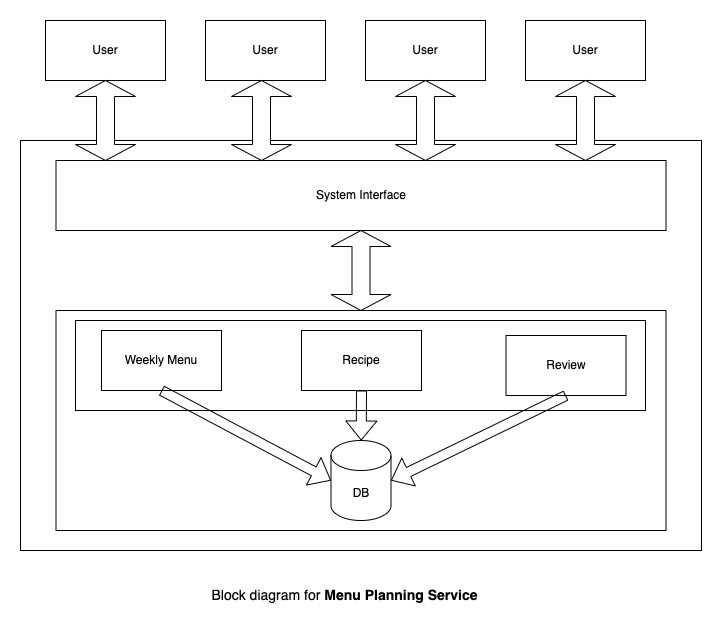 User
User
User
User
System Interface
Weekly Menu
Recipe
Review
DB
Block diagram for Menu Planning Service